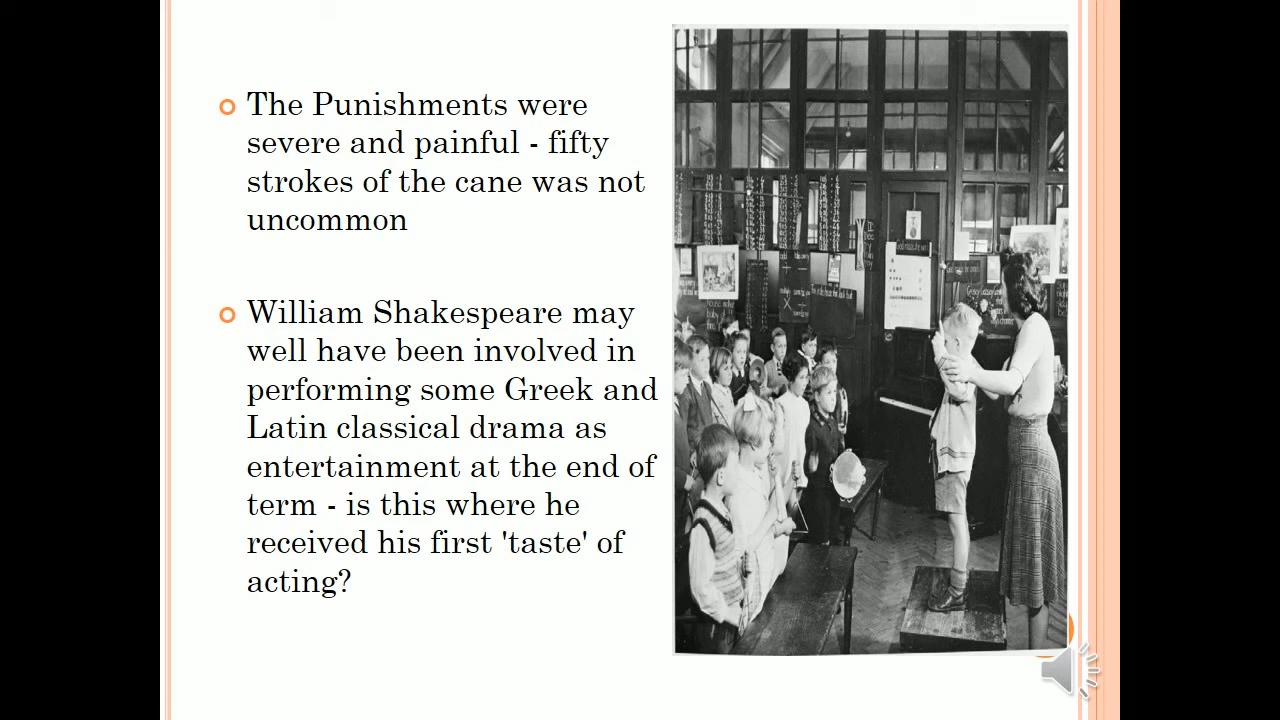 The Punishments were
severe and painful - fifty
strokes of the cane was not
uncommon
William Shakespeare may
well have been involved in
performing some Greek and
Latin classical drama as
entertainment at the end of
term - is this where he
received his first 'taste' of
acting?